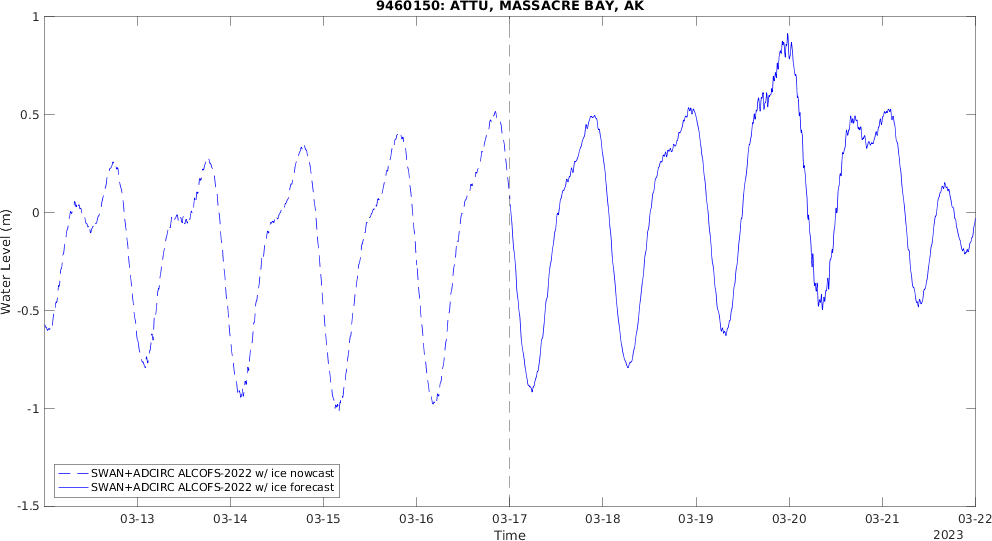 9460150: ATTU, MASSACRE BAY, AK
1
0.5
0
-0.5
-1
-1.5
Water Level (m)
SWAN+ADCIRC ALCOFS-2022 w/ ice nowcast
SWAN+ADCIRC ALCOFS-2022 w/ ice forecast
03-13 03-14 03-15 03-16 03-17 03-18 03-19 03-20 03-21 03-22
Time
2023